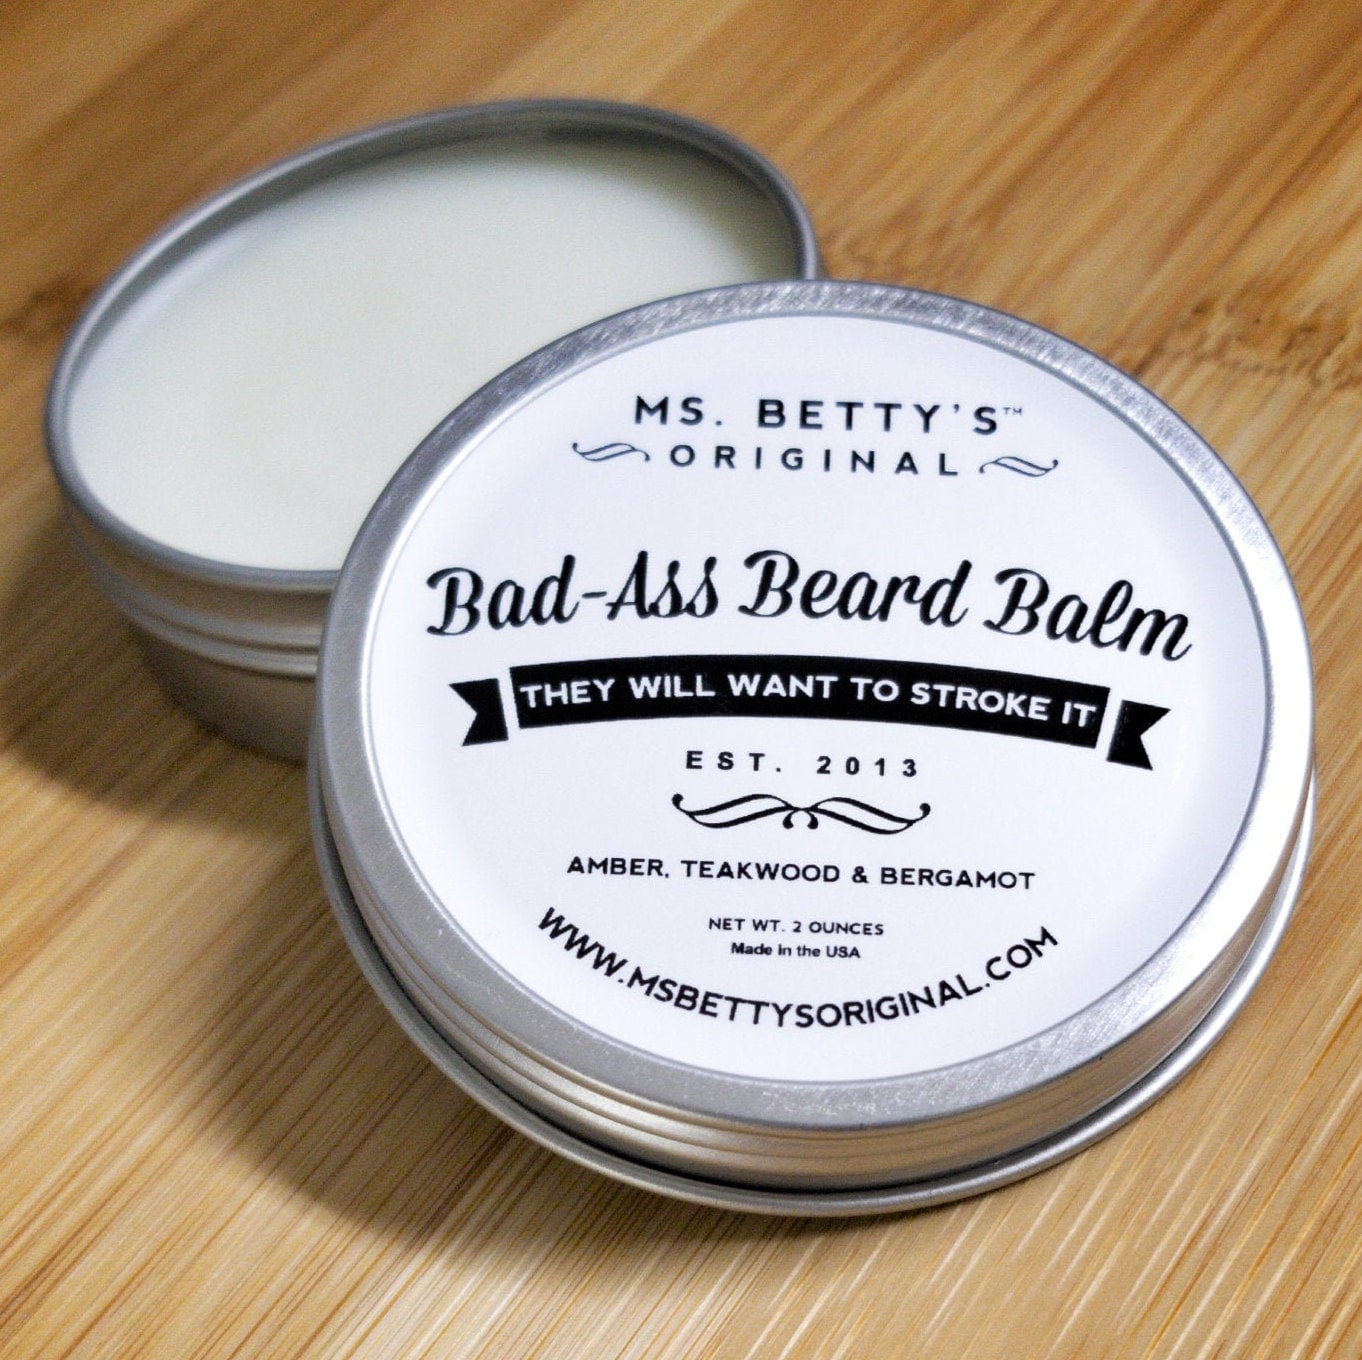 MS. BETTY'S™
ORIGINAL
Bad-Ass Beard Balm
THEY WILL WANT TO STROKE IT
EST. 2013
AMBER, TEAKWOOD & BERGAMOT
NET WT. 2 OUNCES
Made in the USA
WWW.MSBETTYSORIGINAL.COM